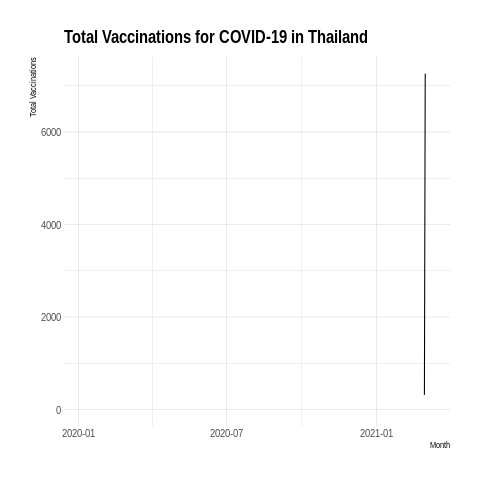 Total Vaccinations for COVID-19 in Thailand
Total Vaccinations
6000
4000
2000
0
2020-01
2020-07
2021-01
Month